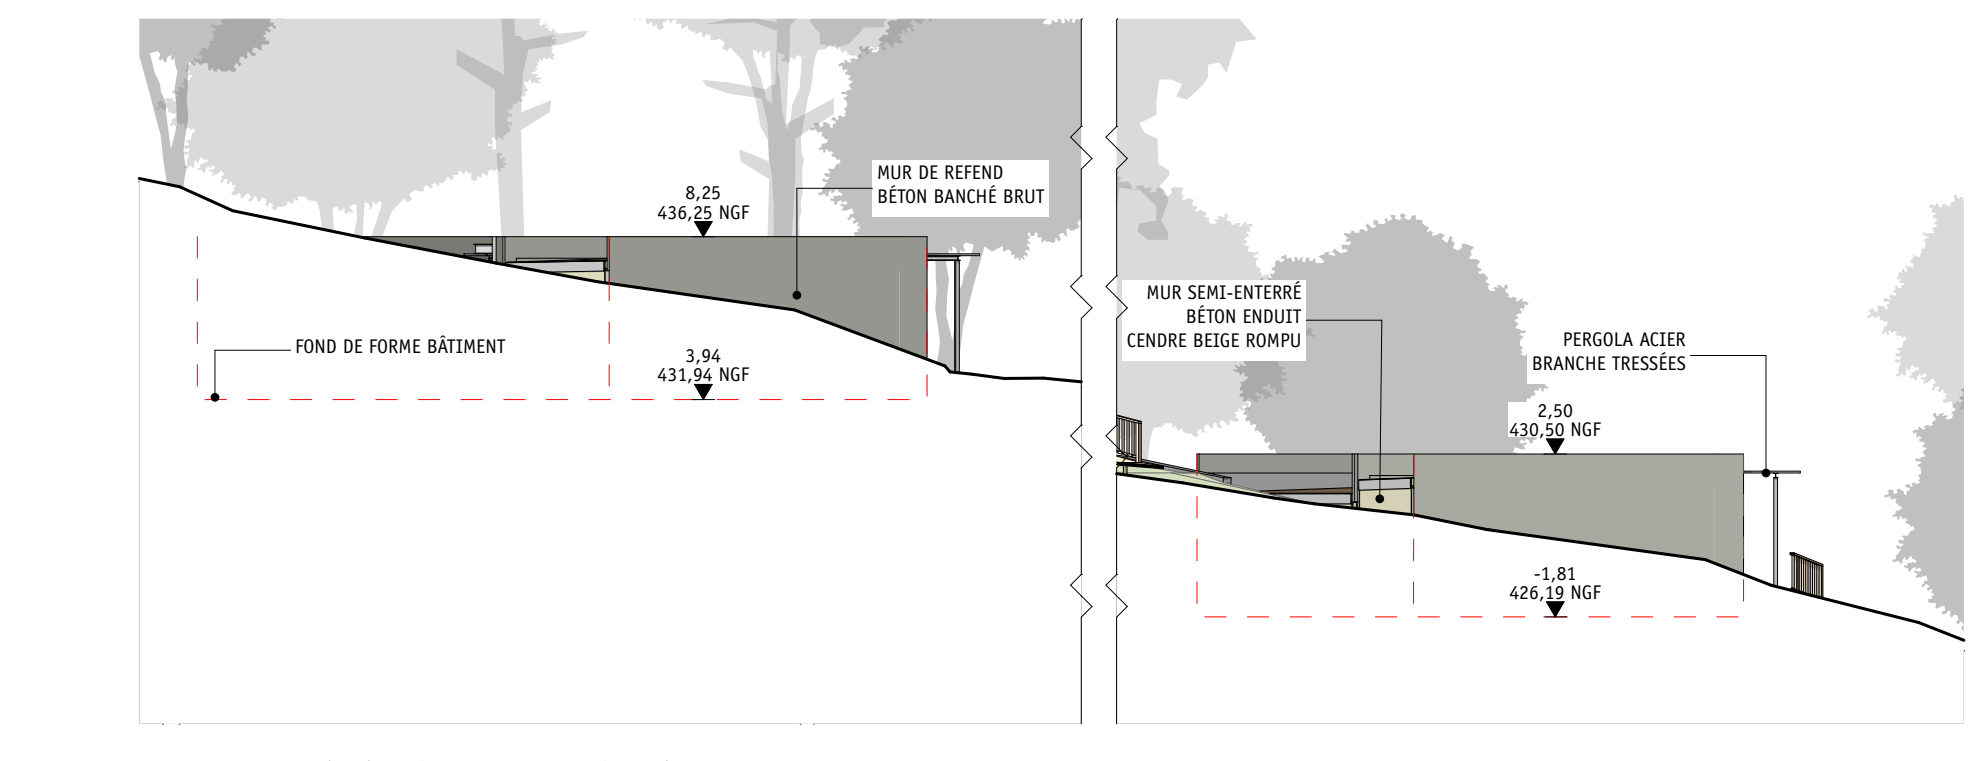 8,25
436,25 NGF
MUR DE REFEND
BÉTON BANCHÉ BRUT
FOND DE FORME BÂTIMENT
3,94
431,94 NGF
MUR SEMI-ENTERRÉ
BÉTON ENDUIT
CENDRE BEIGE ROMPU
PERGOLA ACIER
BRANCHE TRESSÉES
2,50
430,50 NGF
-1,81
426,19 NGF